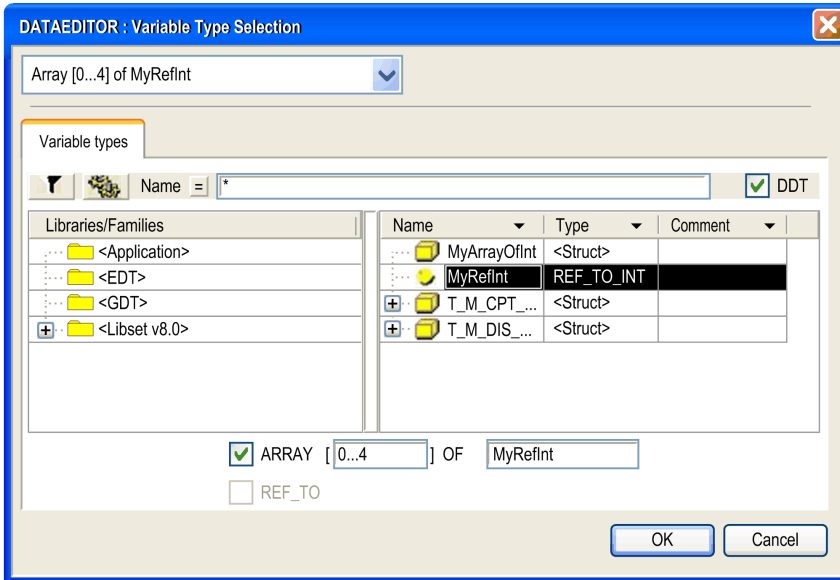 DATAEDITOR : Variable Type Selection
Array [0...4] of MyRefInt
Variable types
Name = * DDT
Libraries/Families
<Application>
<EDT>
<GDT>
<Libset v8.0>
Name Type Comment
MyArrayOfInt <Struct>
MyRefInt REF_TO_INT
T_M_CPT_... <Struct>
T_M_DIS_... <Struct>
ARRAY [ 0...4 ] OF MyRefInt
REF_TO
OK Cancel